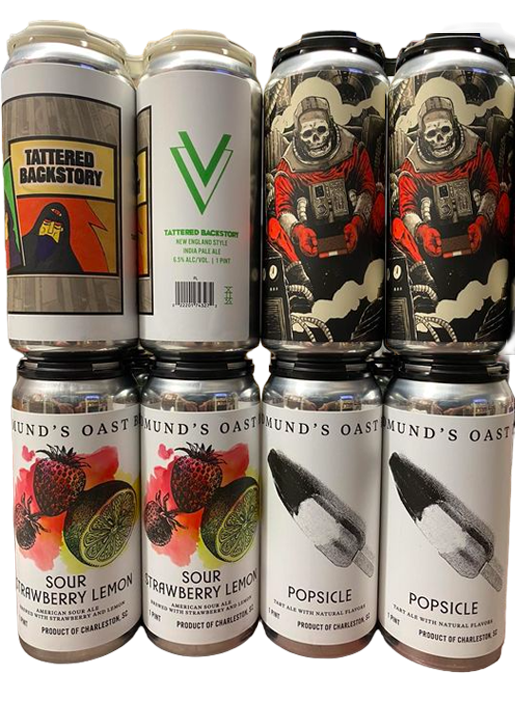 TATTERED
BACKSTORY
TATTERED BACKSTORY
NEW ENGLAND STYLE
INDIA PALE ALE
6.5% ALC/VOL. | 1 PINT
MUND'S OAST B
MUND'S OAST
MUND'S OAST
MUND'S OAST
SOUR
STRAWBERRY LEMON
AMERICAN SOUR ALE
BREWED WITH STRAWBERRY AND LEMON
1 PINT PRODUCT OF CHARLESTON, SC
SOUR
STRAWBERRY LEMON
AMERICAN SOUR ALE
BREWED WITH STRAWBERRY AND LEMON
1 PINT PRODUCT OF CHARLESTON, SC
POPSICLE
TART ALE WITH NATURAL FLAVORS
1 PINT PRODUCT OF CHARLESTON, SC
POPSICLE
TART ALE WITH NATURAL FLAVORS
1 PINT PRODUCT OF CHARLESTON, SC